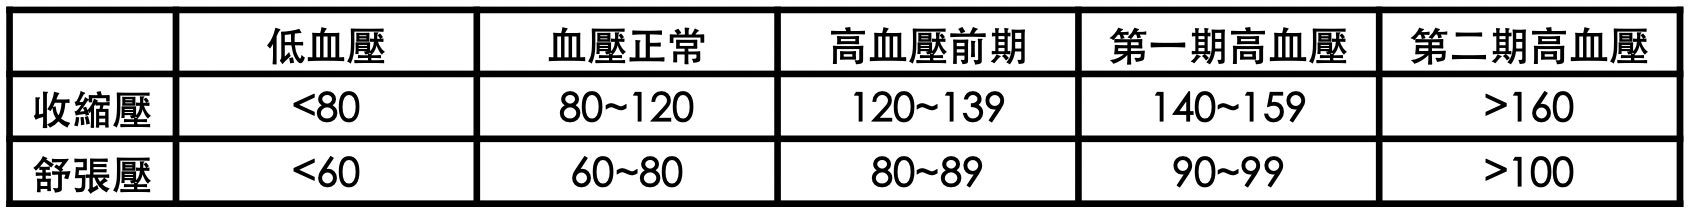 低血壓 血壓正常 高血壓前期 第一期高血壓 第二期高血壓
收縮壓 <80 80~120 120~139 140~159 >160
舒張壓 <60 60~80 80~89 90~99 >100